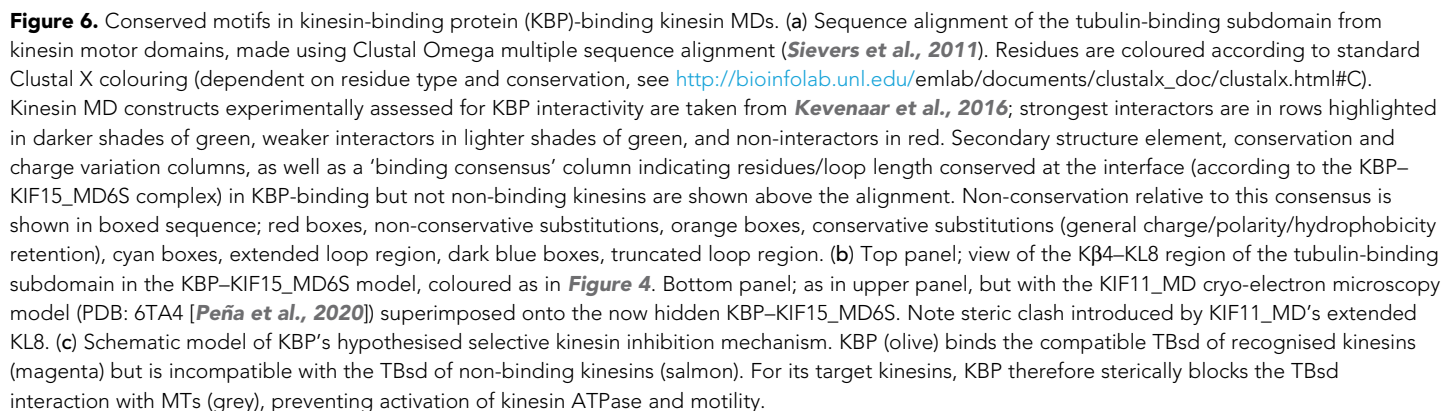 Figure 6. Conserved motifs in kinesin-binding protein (KBP)-binding kinesin MDs. (a) Sequence alignment of the tubulin-binding subdomain from
kinesin motor domains, made using Clustal Omega multiple sequence alignment (Sievers et al., 2011). Residues are coloured according to standard
Clustal X colouring (dependent on residue type and conservation, see http://bioinfolab.unl.edu/emlab/documents/clustalx_doc/clustalx.html#C).
Kinesin MD constructs experimentally assessed for KBP interactivity are taken from Kevenaar et al., 2016; strongest interactors are in rows highlighted
in darker shades of green, weaker interactors in lighter shades of green, and non-interactors in red. Secondary structure element, conservation and
charge variation columns, as well as a ‘binding consensus’ column indicating residues/loop length conserved at the interface (according to the KBP–
KIF15_MD6S complex) in KBP-binding but not non-binding kinesins are shown above the alignment. Non-conservation relative to this consensus is
shown in boxed sequence; red boxes, non-conservative substitutions, orange boxes, conservative substitutions (general charge/polarity/hydrophobicity
retention), cyan boxes, extended loop region, dark blue boxes, truncated loop region. (b) Top panel; view of the Kβ4–KL8 region of the tubulin-binding
subdomain in the KBP–KIF15_MD6S model, coloured as in Figure 4. Bottom panel; as in upper panel, but with the KIF11_MD cryo-electron microscopy
model (PDB: 6TA4 [Peña et al., 2020]) superimposed onto the now hidden KBP–KIF15_MD6S. Note steric clash introduced by KIF11_MD’s extended
KL8. (c) Schematic model of KBP’s hypothesised selective kinesin inhibition mechanism. KBP (olive) binds the compatible TBsd of recognised kinesins
(magenta) but is incompatible with the TBsd of non-binding kinesins (salmon). For its target kinesins, KBP therefore sterically blocks the TBsd
interaction with MTs (grey), preventing activation of kinesin ATPase and motility.